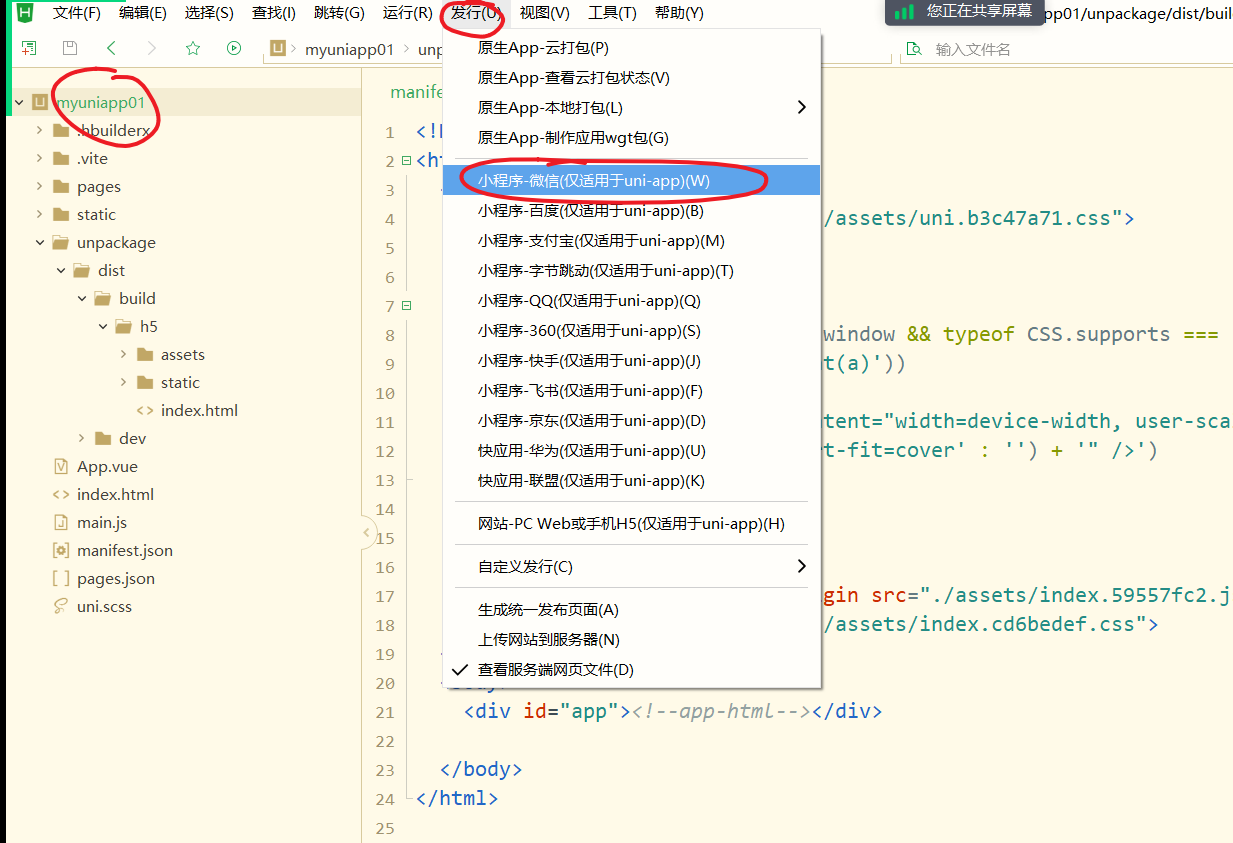 文件(F) 编辑(E) 选择(S) 查找(I) 跳转(G) 运行(R) 发行(U) 视图(V) 工具(T) 帮助(Y)
您正在共享屏幕
pp01/unpackage/dist/buil
myuniapp01
输入文件名
myuniapp01
.hbuilderx
.vite
pages
static
unpackage
dist
build
h5
assets
static
index.html
dev
App.vue
index.html
main.js
manifest.json
pages.json
uni.scss
原生App-云打包(P)
原生App-查看云打包状态(V)
原生App-本地打包(L)
原生App-制作应用wgt包(G)
小程序-微信(仅适用于uni-app)(W)
小程序-百度(仅适用于uni-app)(B)
小程序-支付宝(仅适用于uni-app)(M)
小程序-字节跳动(仅适用于uni-app)(T)
小程序-QQ(仅适用于uni-app)(Q)
小程序-360(仅适用于uni-app)(S)
小程序-快手(仅适用于uni-app)(J)
小程序-飞书(仅适用于uni-app)(F)
小程序-京东(仅适用于uni-app)(D)
快应用-华为(仅适用于uni-app)(U)
快应用-联盟(仅适用于uni-app)(K)
网站-PC Web或手机H5(仅适用于uni-app)(H)
自定义发行(C)
生成统一发布页面(A)
上传网站到服务器(N)
查看服务端网页文件(D)
1
2
3
4 /assets/uni.b3c47a71.css">
5
6
7
8 window && typeof CSS.supports ===
9 t(a)'))
10
11 tent="width=device-width, user-sca
12 rt-fit=cover' : '') + '" />')
13
14
15
16
17 gin src="./assets/index.59557fc2.j
18 /assets/index.cd6bedef.css">
19
20
21 <div id="app"><!--app-html--></div>
22
23 </body>
24 </html>
25